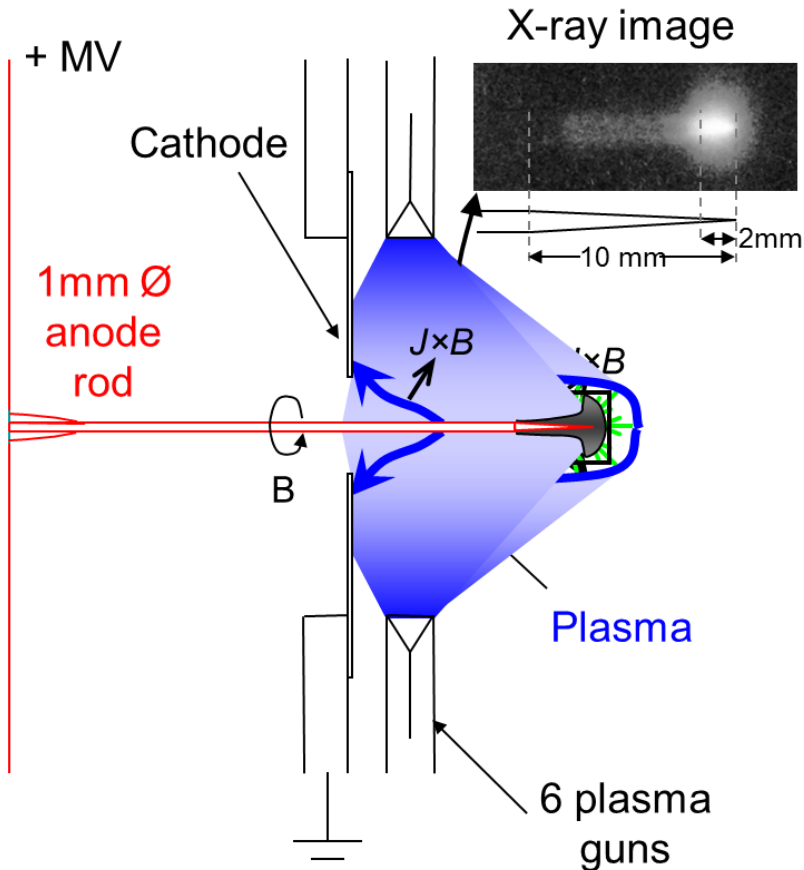 + MV
X-ray image
Cathode
2mm
10 mm
1mm Ø
anode
rod
J×B
×B
B
Plasma
6 plasma
guns